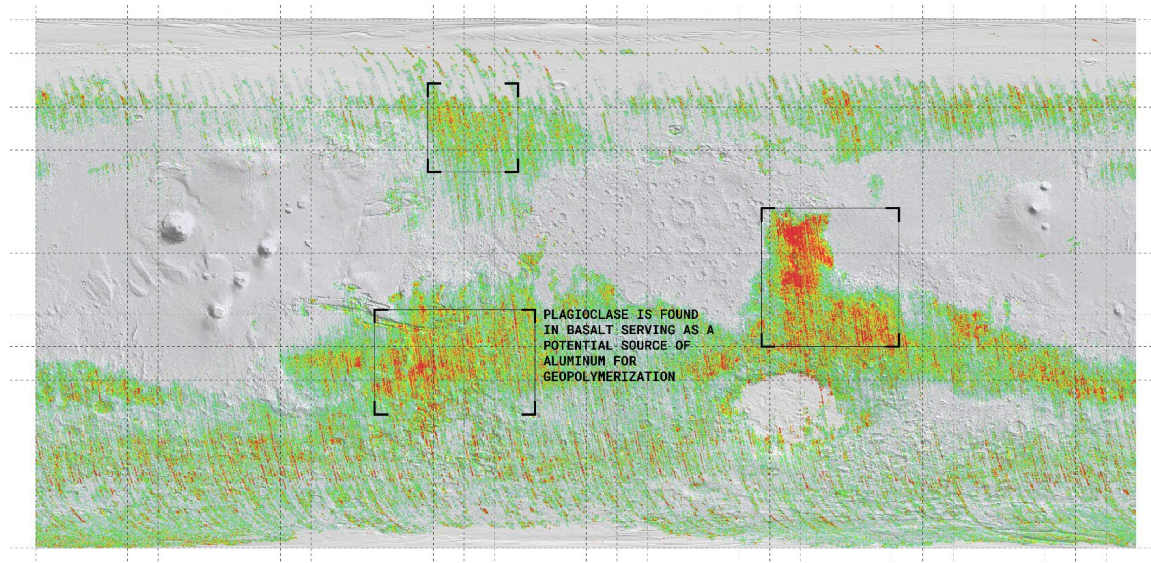 PLAGIOCLASE IS FOUND
IN BASALT SERVING AS A
POTENTIAL SOURCE OF
ALUMINUM FOR
GEOPOLYMERIZATION